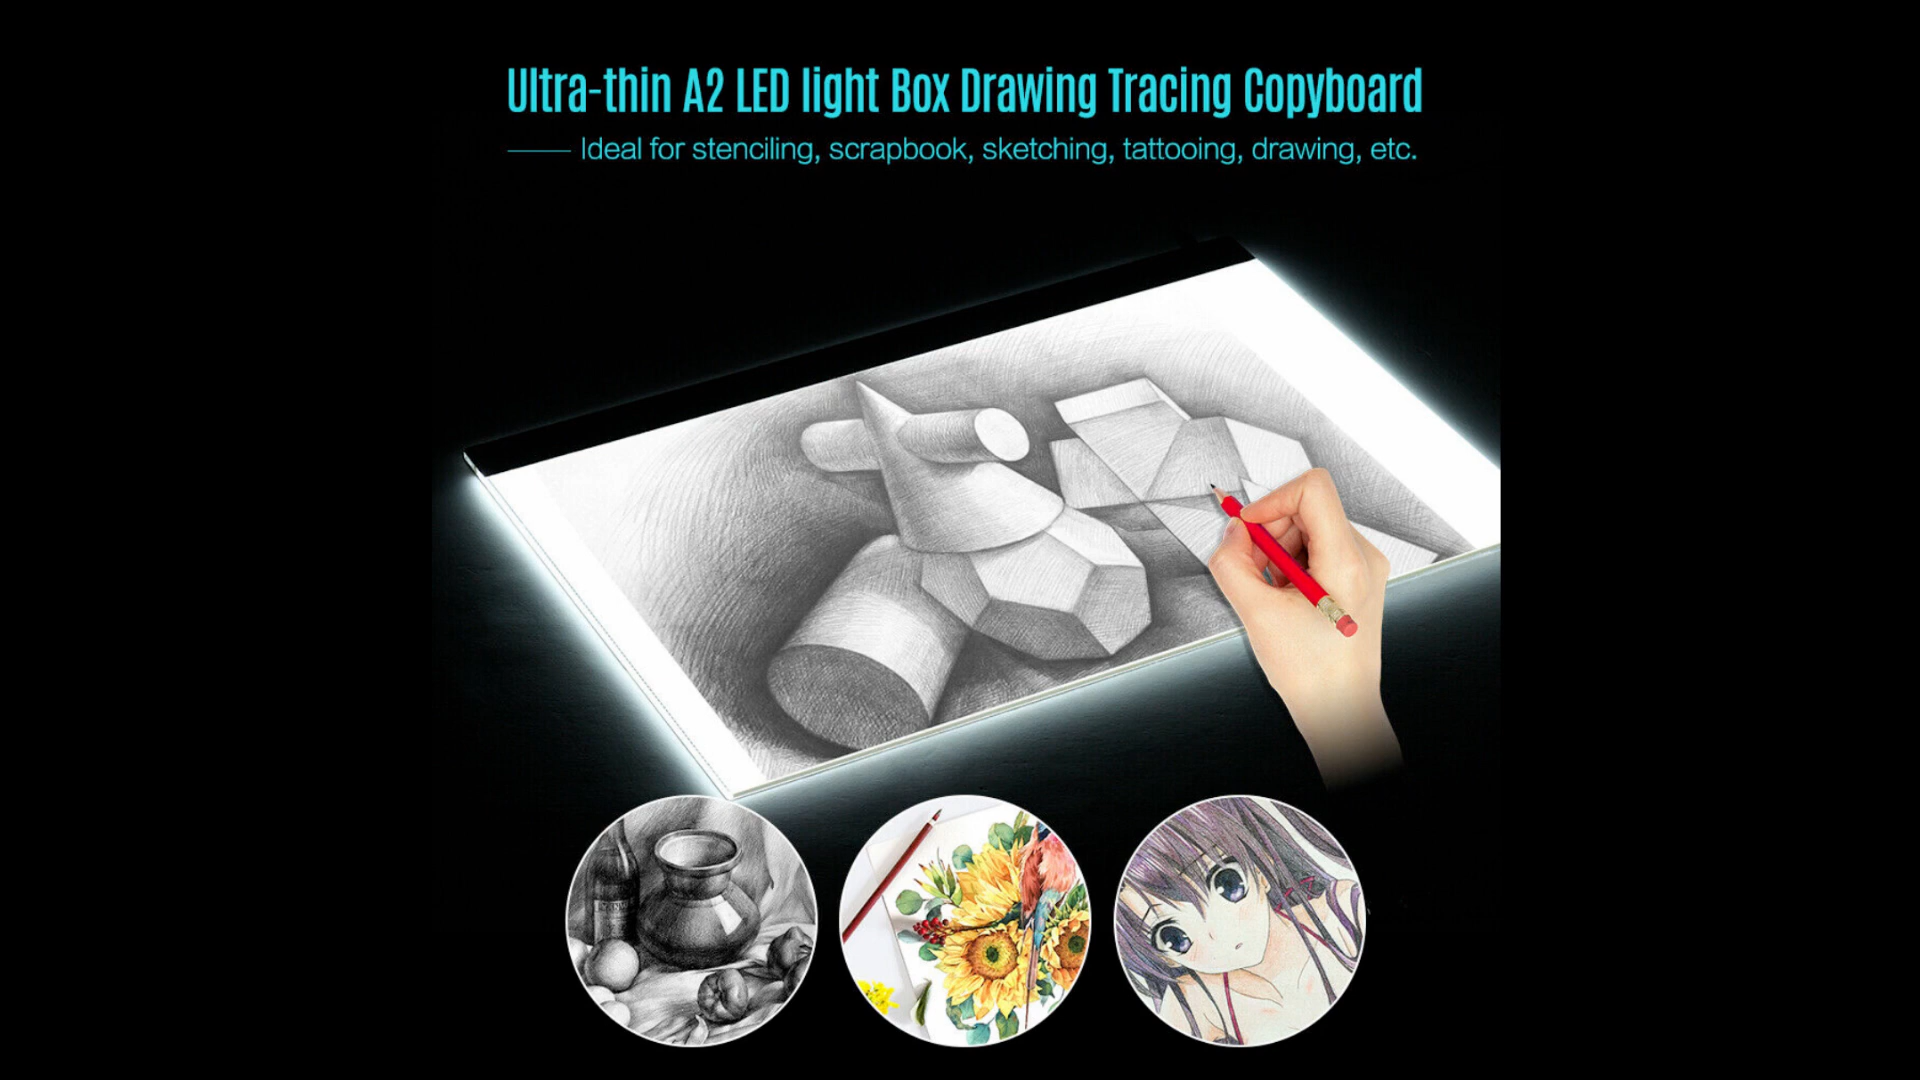 Ultra-thin A2 LED light Box Drawing Tracing Copyboard
Ideal for stenciling, scrapbook, sketching, tattooing, drawing, etc.